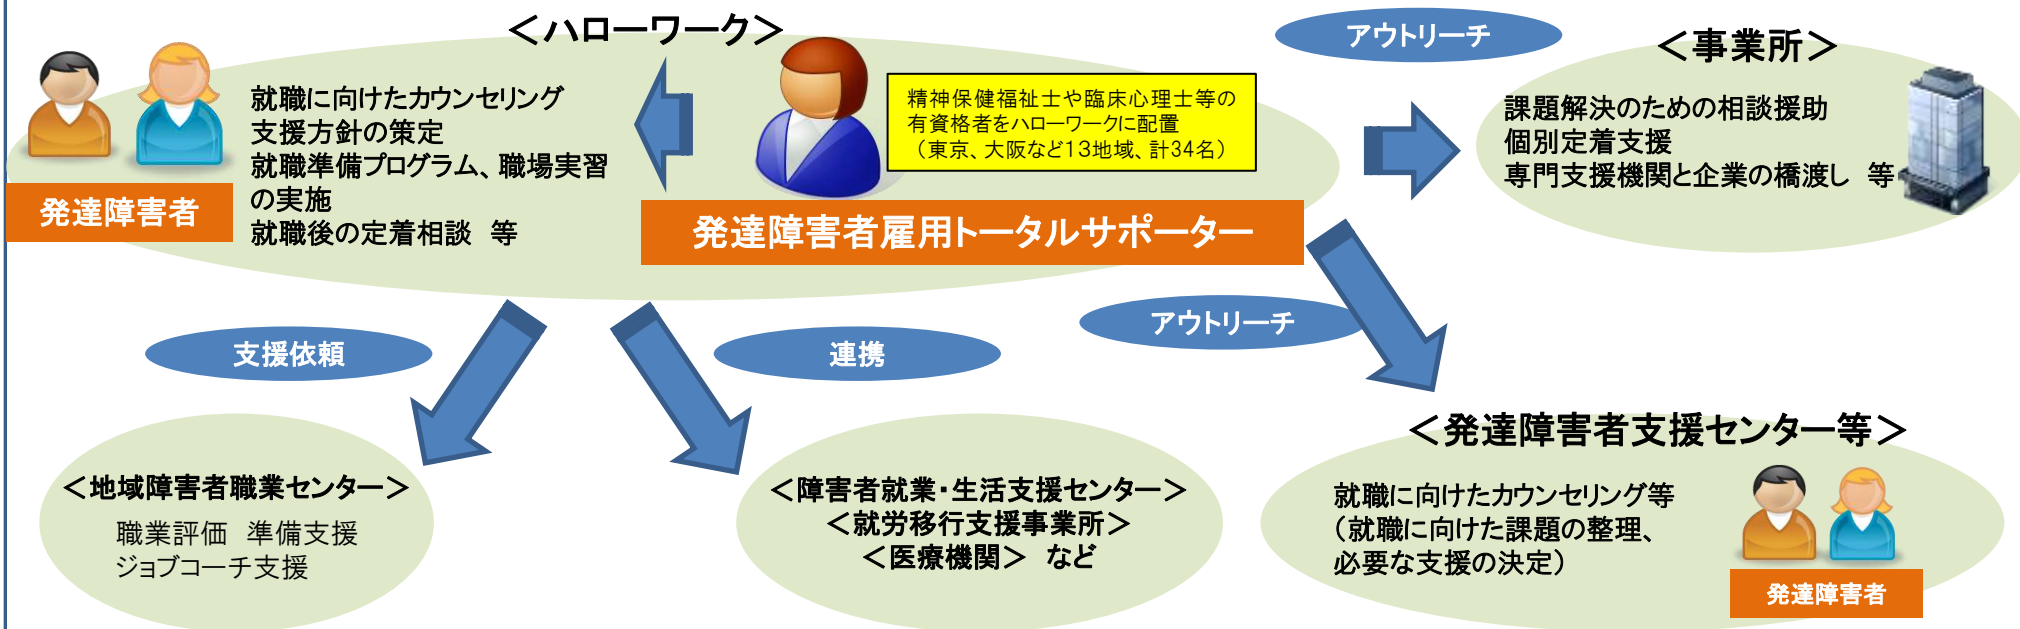 ＜ハローワーク＞
発達障害者
就職に向けたカウンセリング
支援方針の策定
就職準備プログラム、職場実習
の実施
就職後の定着相談　等
精神保健福祉士や臨床心理士等の
有資格者をハローワークに配置
（東京、大阪など１３地域、計34名）
発達障害者雇用トータルサポーター
アウトリーチ
＜事業所＞
課題解決のための相談援助
個別定着支援
専門支援機関と企業の橋渡し　等
支援依頼
連携
アウトリーチ
＜地域障害者職業センター＞
職業評価　準備支援
ジョブコーチ支援
＜障害者就業・生活支援センター＞
＜就労移行支援事業所＞
＜医療機関＞　など
＜発達障害者支援センター等＞
就職に向けたカウンセリング等
（就職に向けた課題の整理、
必要な支援の決定）
発達障害者